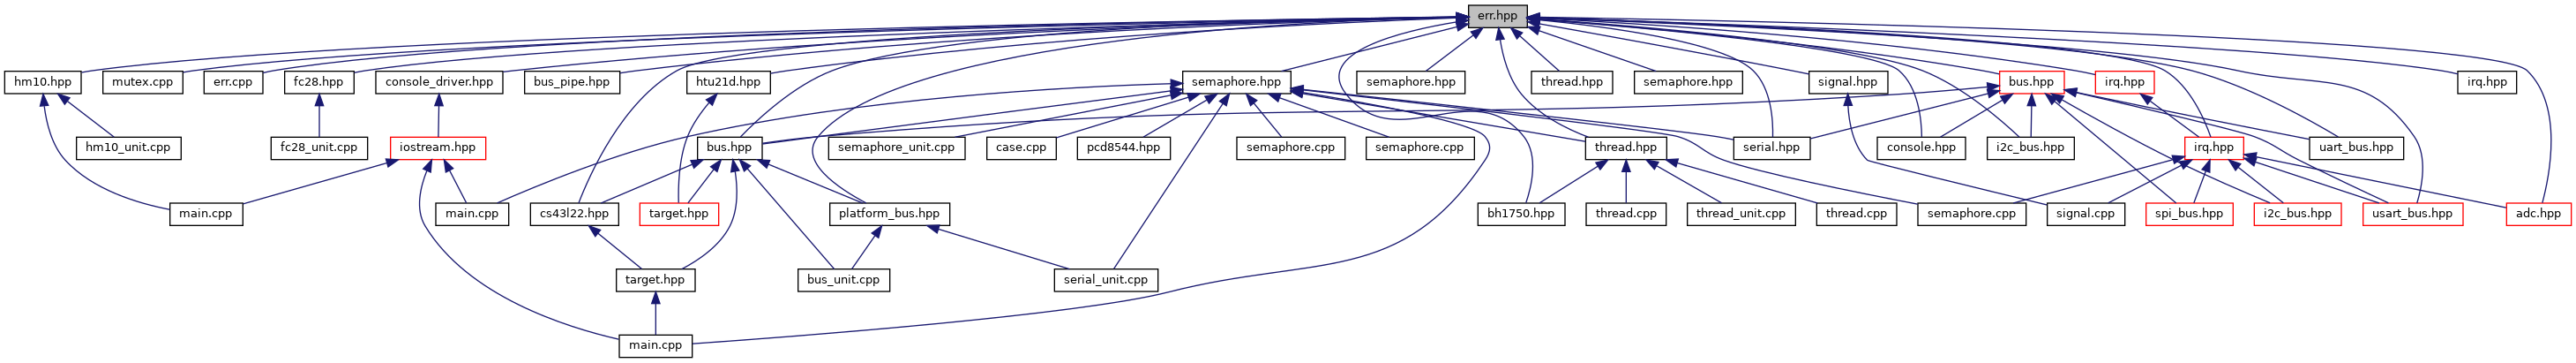 err.hpp
hm10.hpp
mutex.cpp
err.cpp
fc28.hpp
console_driver.hpp
bus_pipe.hpp
htu21d.hpp
semaphore.hpp
semaphore.hpp
thread.hpp
semaphore.hpp
signal.hpp
bus.hpp
irq.hpp
irq.hpp
hm10_unit.cpp
fc28_unit.cpp
iostream.hpp
bus.hpp
semaphore_unit.cpp
case.cpp
pcd8544.hpp
semaphore.cpp
semaphore.cpp
thread.hpp
serial.hpp
console.hpp
i2c_bus.hpp
irq.hpp
uart_bus.hpp
main.cpp
main.cpp
cs43l22.hpp
target.hpp
platform_bus.hpp
bh1750.hpp
thread.cpp
thread_unit.cpp
thread.cpp
semaphore.cpp
signal.cpp
spi_bus.hpp
i2c_bus.hpp
usart_bus.hpp
adc.hpp
target.hpp
bus_unit.cpp
serial_unit.cpp
main.cpp